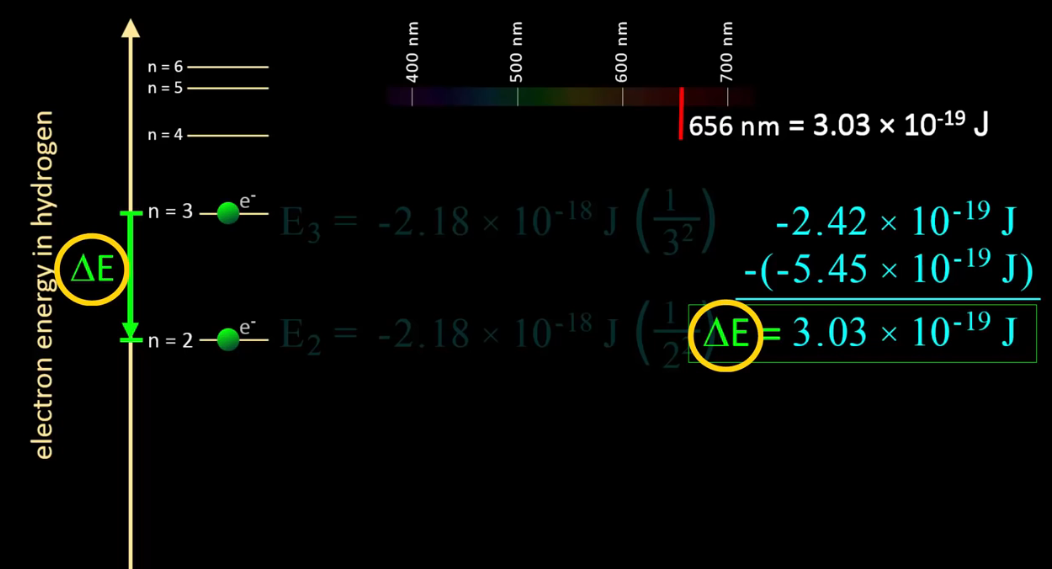 400 nm
500 nm
600 nm
700 nm
656 nm = 3.03 × 10⁻¹⁹ J
electron energy in hydrogen
n = 6
n = 5
n = 4
n = 3
e⁻
ΔE
n = 2
e⁻
E₃ = -2.18 × 10⁻¹⁸ J (1/3²)
-2.42 × 10⁻¹⁹ J
-(-5.45 × 10⁻¹⁹ J)
E₂ = -2.18 × 10⁻¹⁸ J (1/2²)
ΔE = 3.03 × 10⁻¹⁹ J